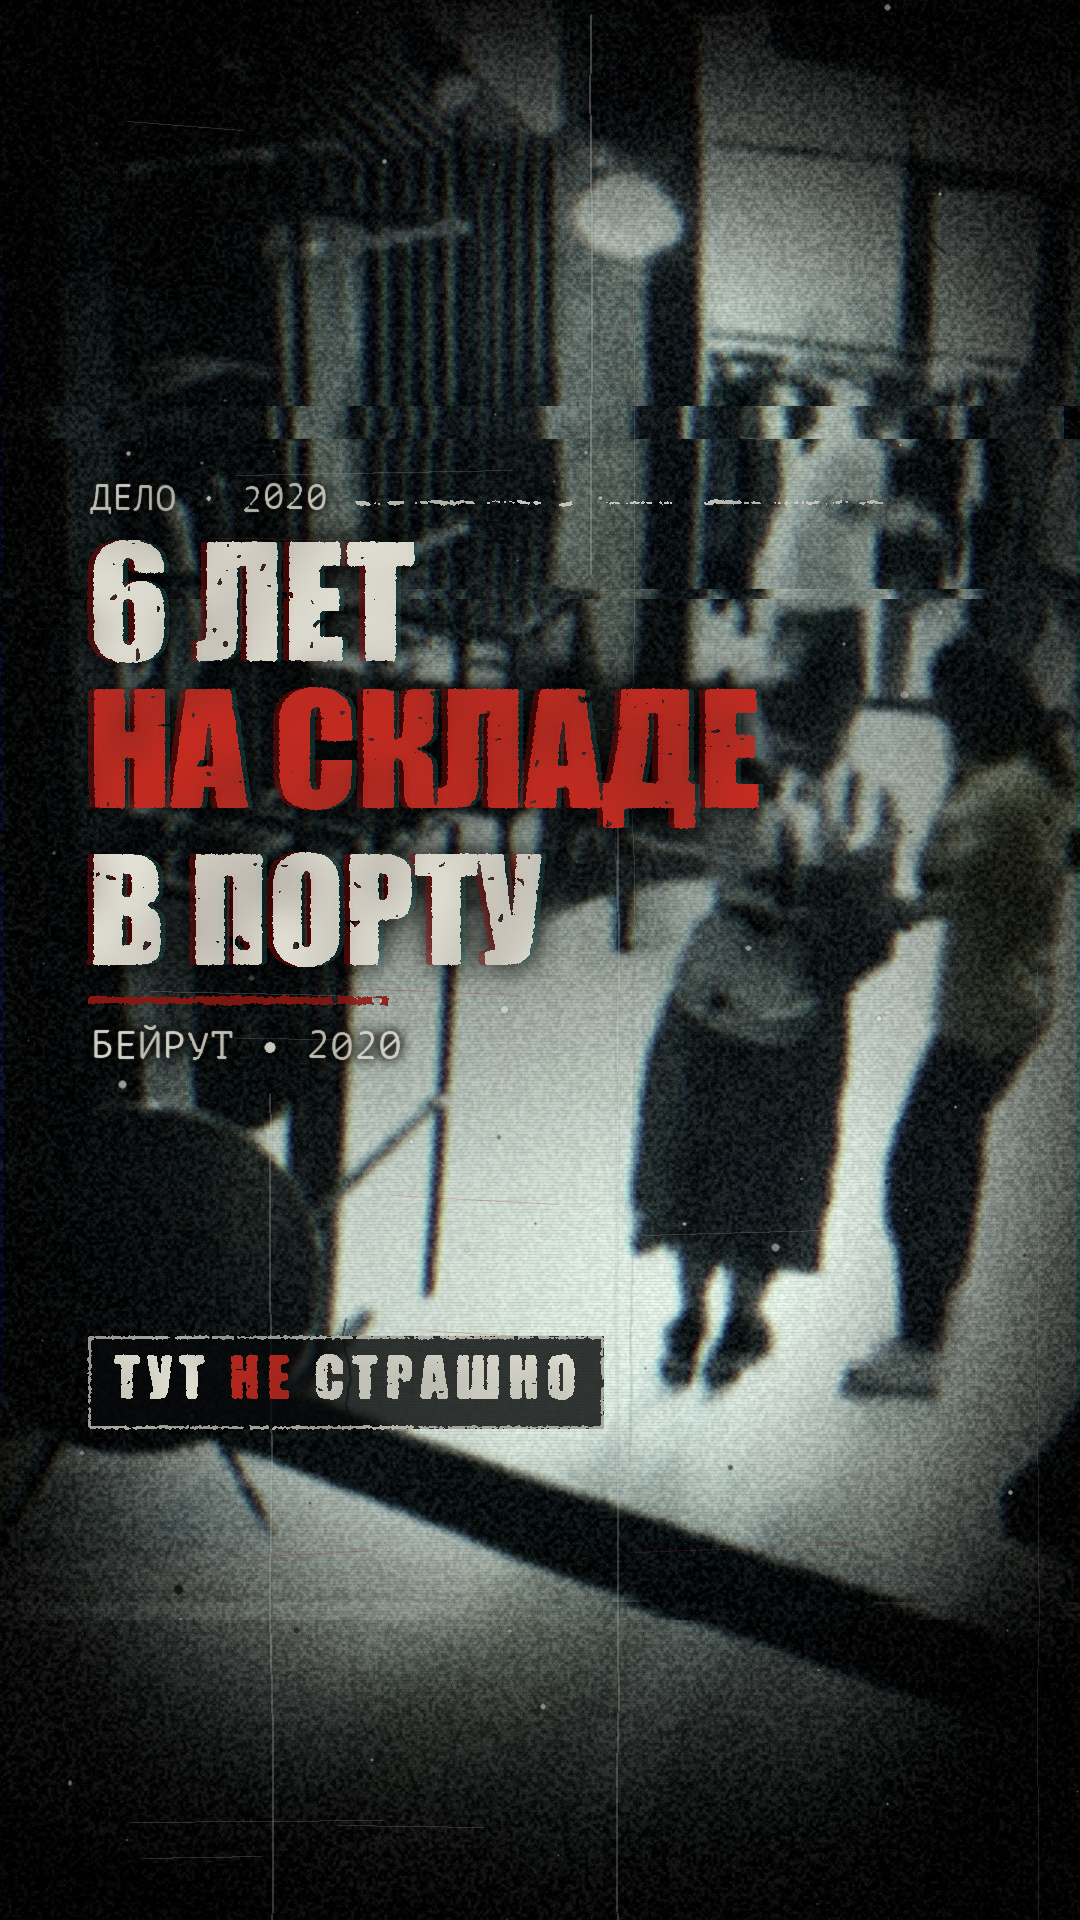 ДЕЛО · 2020
6 ЛЕТ
НА СКЛАДЕ
В ПОРТУ
БЕЙРУТ • 2020
ТУТ НЕ СТРАШНО